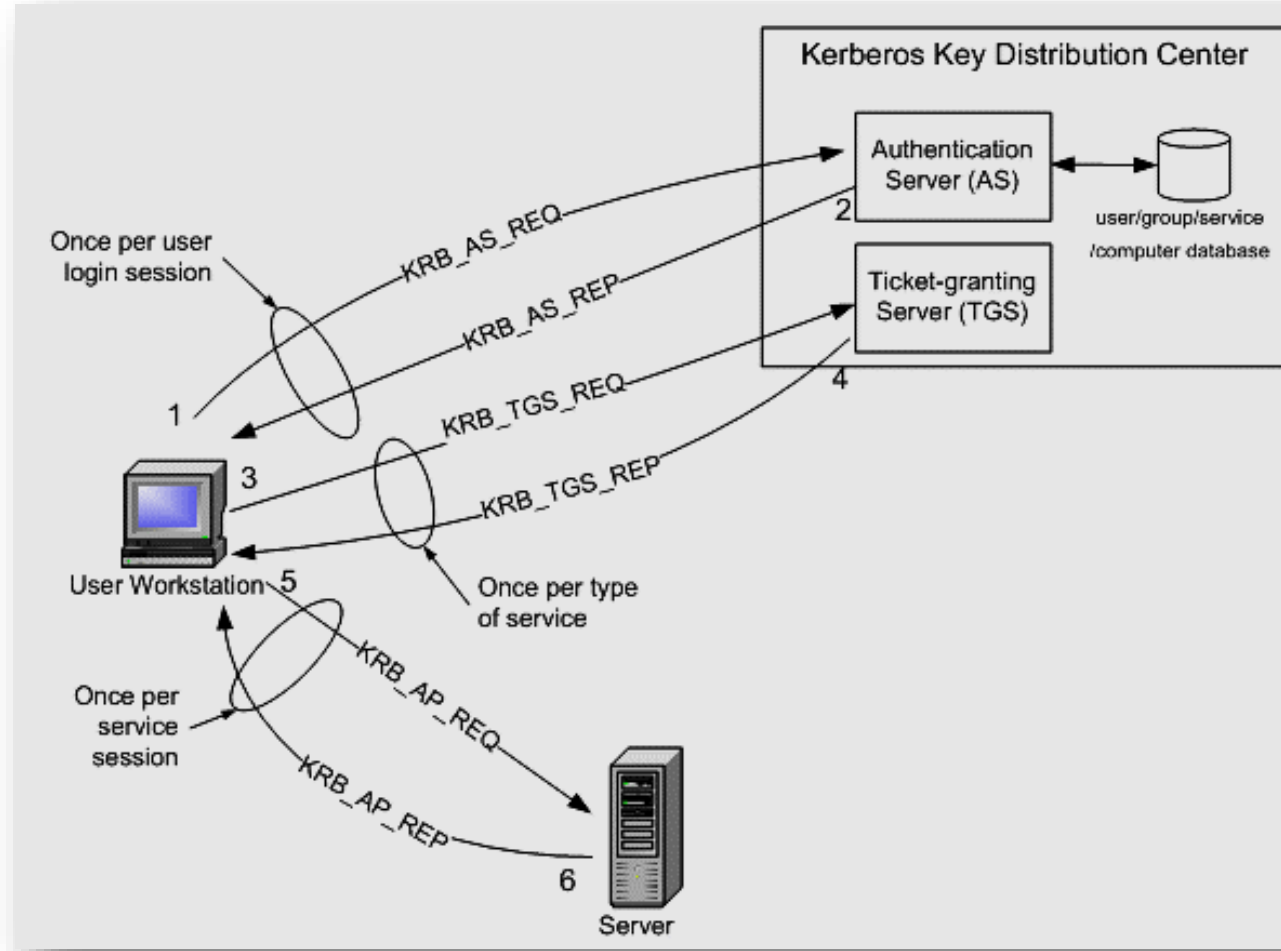 Kerberos Key Distribution Center
Authentication
Server (AS)
user/group/service
/computer database
Ticket-granting
Server (TGS)
Once per user
login session
KRB_AS_REQ
2
KRB_AS_REP
1
KRB_TGS_REQ
4
3
KRB_TGS_REP
User Workstation
5
Once per type
of service
KRB_AP_REQ
Once per
service
session
KRB_AP_REP
6
Server